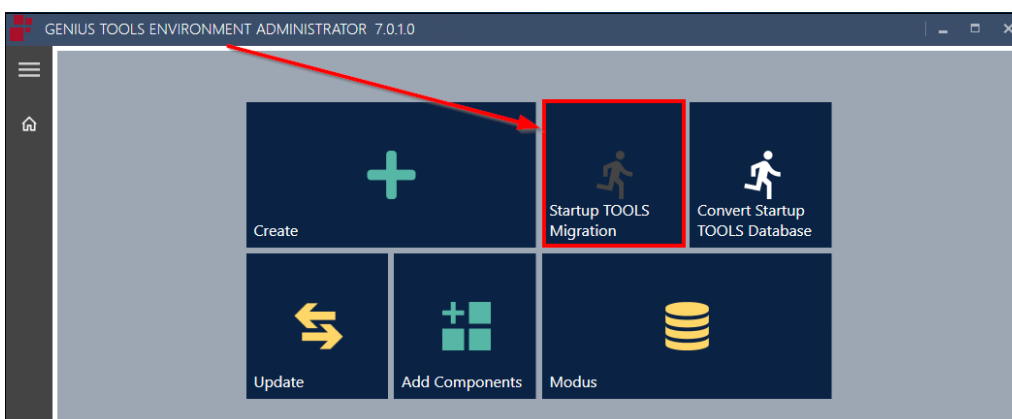 GENIUS TOOLS ENVIRONMENT ADMINISTRATOR 7.0.1.0
Create
Startup TOOLS
Migration
Convert Startup
TOOLS Database
Update
Add Components
Modus